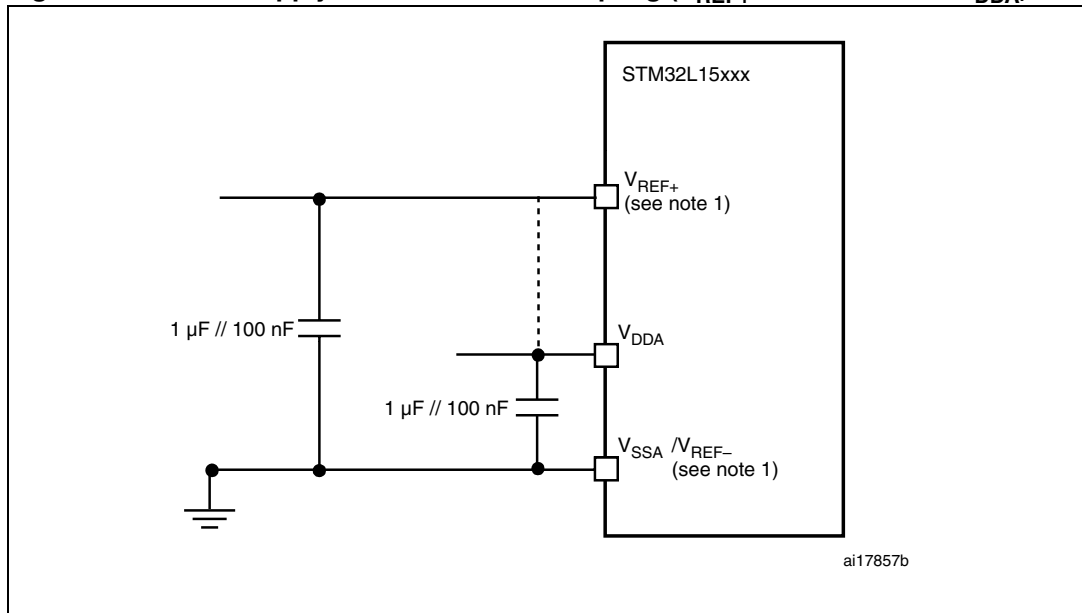 STM32L15xxx
VREF+
(see note 1)
1 µF // 100 nF
VDDA
1 µF // 100 nF
VSSA /VREF–
(see note 1)
ai17857b